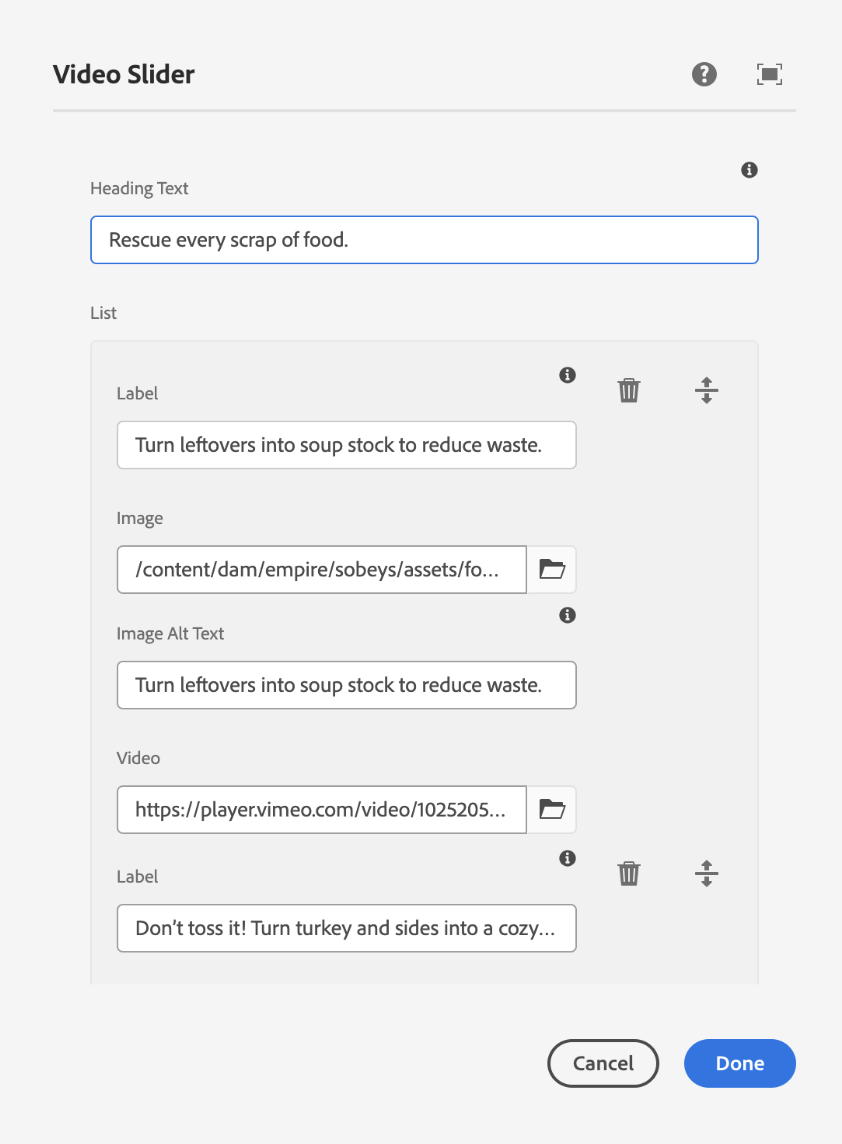 Video Slider
Heading Text
Rescue every scrap of food.
List
Label
Turn leftovers into soup stock to reduce waste.
Image
/content/dam/empire/sobeys/assets/fo...
Image Alt Text
Turn leftovers into soup stock to reduce waste.
Video
https://player.vimeo.com/video/1025205...
Label
Don’t toss it! Turn turkey and sides into a cozy...
Cancel
Done